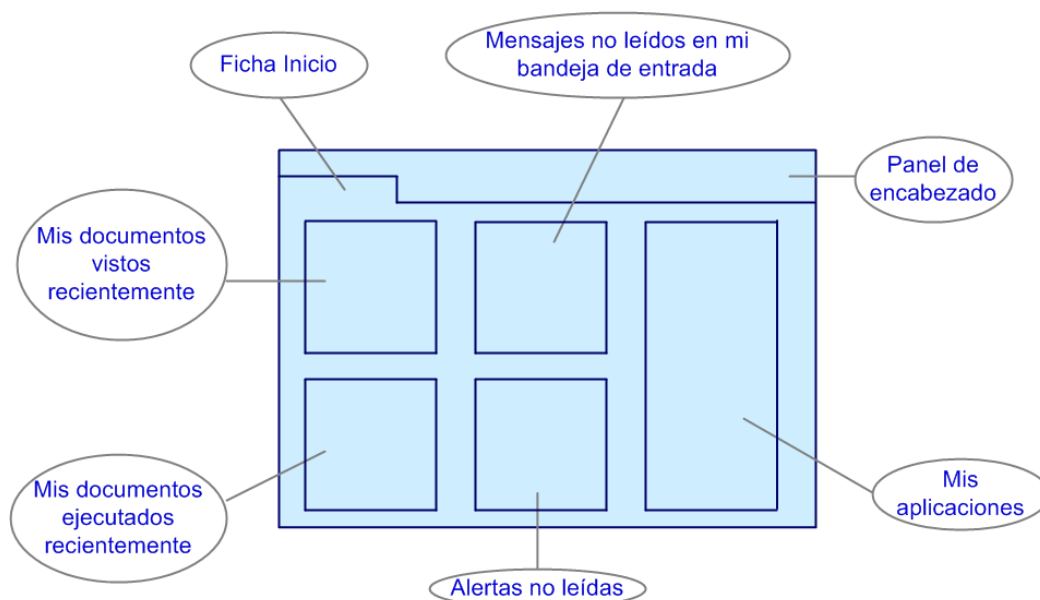 Mensajes no leídos en mi
bandeja de entrada
Ficha Inicio
Panel de
encabezado
Mis documentos
vistos
recientemente
Mis documentos
ejecutados
recientemente
Mis
aplicaciones
Alertas no leídas